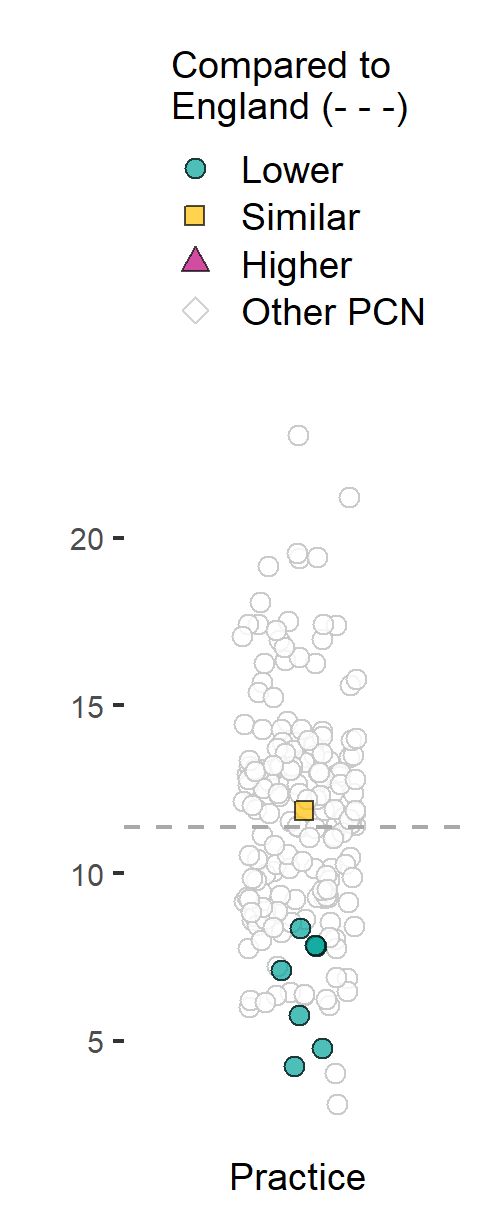 Compared to
England (- - -)
Lower
Similar
Higher
Other PCN
20
15
10
5
Practice